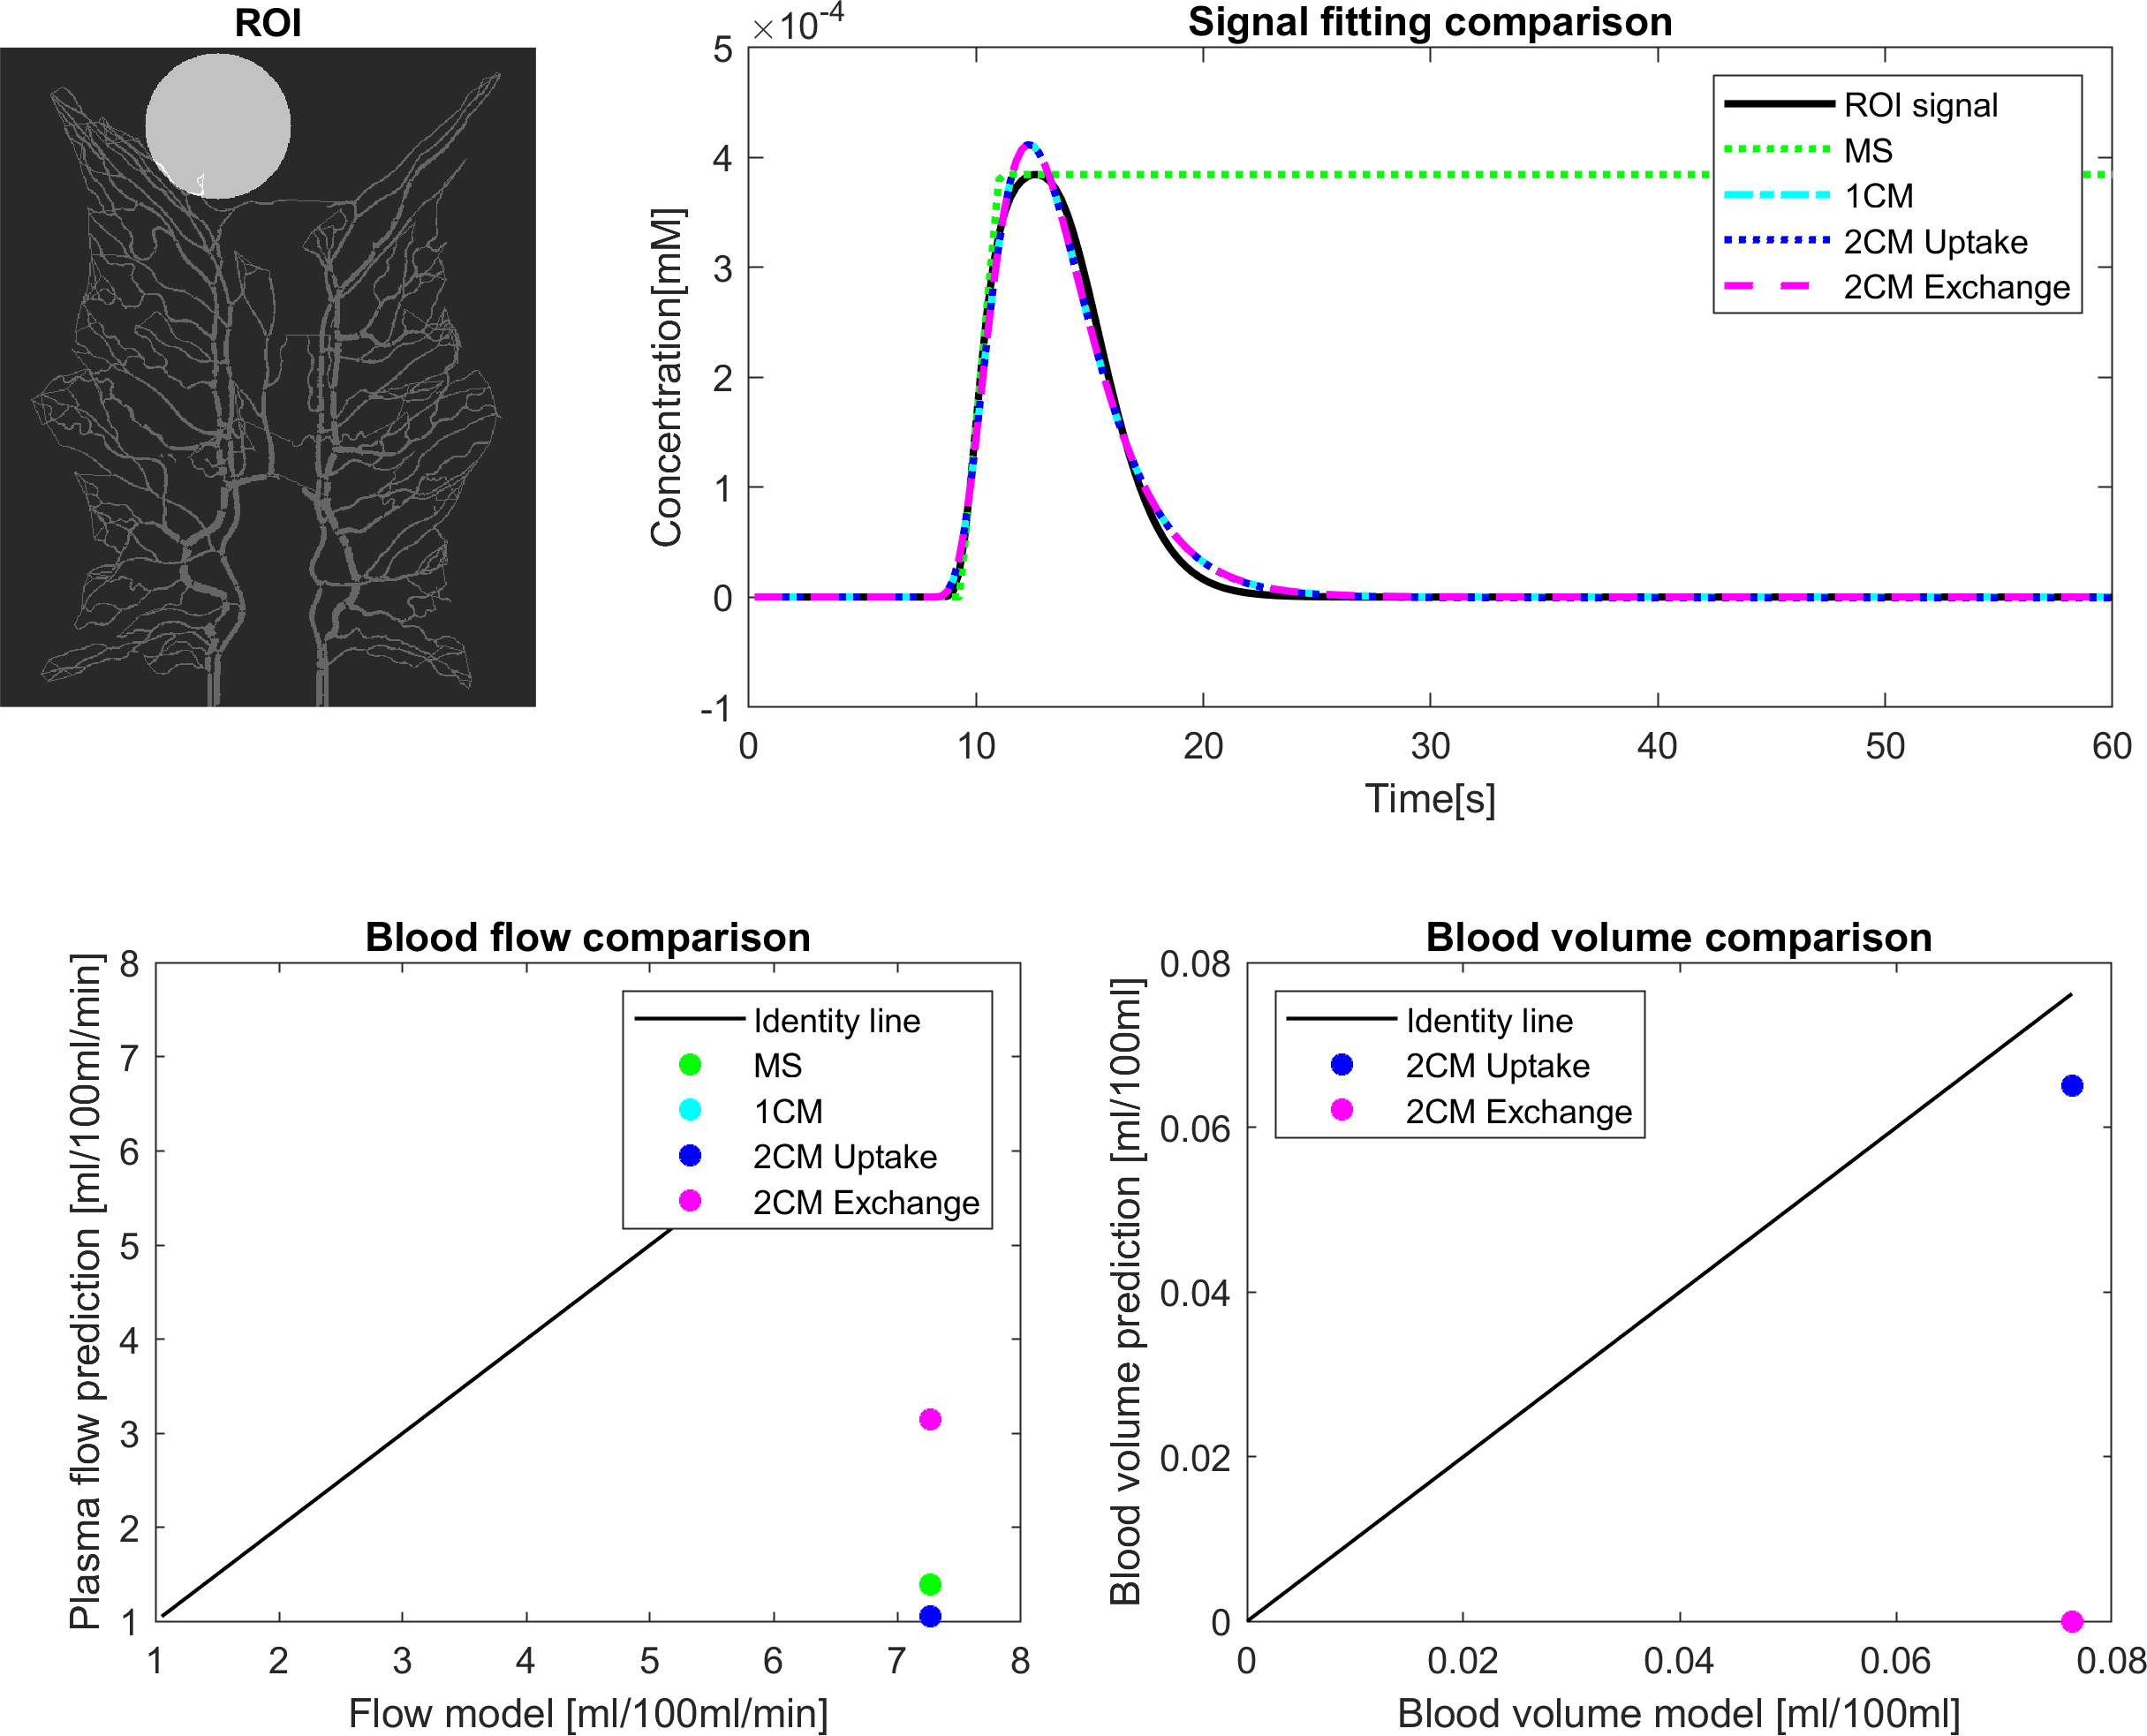 ROI
Signal fitting comparison
×10-4
5
4
3
2
1
0
-1
Concentration[mM]
0 10 20 30 40 50 60
Time[s]
ROI signal
MS
1CM
2CM Uptake
2CM Exchange
Blood flow comparison
8
7
6
5
4
3
2
1
Plasma flow prediction [ml/100ml/min]
1 2 3 4 5 6 7 8
Flow model [ml/100ml/min]
Identity line
MS
1CM
2CM Uptake
2CM Exchange
Blood volume comparison
0.08
0.06
0.04
0.02
0
Blood volume prediction [ml/100ml]
0 0.02 0.04 0.06 0.08
Blood volume model [ml/100ml]
Identity line
2CM Uptake
2CM Exchange